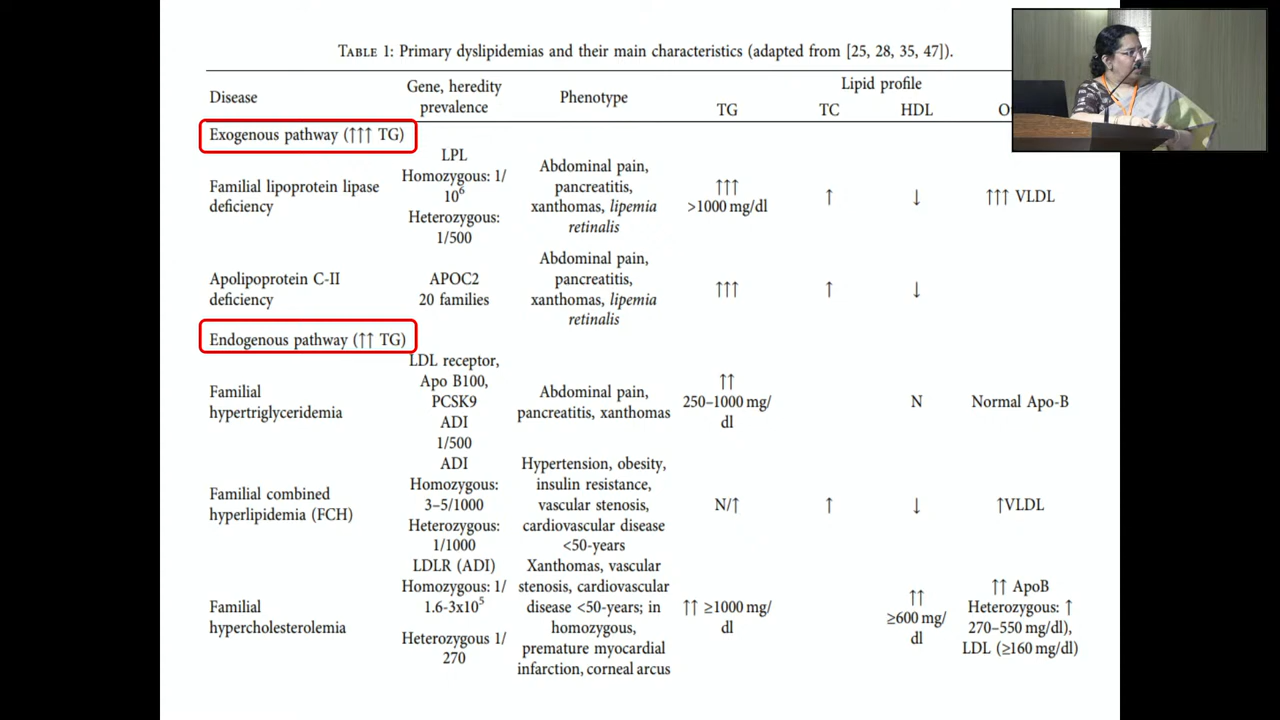 TABLE 1: Primary dyslipidemias and their main characteristics (adapted from [25, 28, 35, 47]).
Disease
Gene, heredity
prevalence
Phenotype
Lipid profile
TG
TC
HDL
Exogenous pathway (↑↑↑ TG)
Familial lipoprotein lipase
deficiency
LPL
Homozygous: 1/
10⁶
Heterozygous:
1/500
Abdominal pain,
pancreatitis,
xanthomas, lipemia
retinalis
↑↑↑
>1000 mg/dl
↑
↓
↑↑↑ VLDL
Apolipoprotein C-II
deficiency
APOC2
20 families
Abdominal pain,
pancreatitis,
xanthomas, lipemia
retinalis
↑↑↑
↑
↓
Endogenous pathway (↑↑ TG)
Familial
hypertriglyceridemia
LDL receptor,
Apo B100,
PCSK9
ADI
1/500
Abdominal pain,
pancreatitis, xanthomas
↑↑
250–1000 mg/
dl
N
Normal Apo-B
Familial combined
hyperlipidemia (FCH)
ADI
Homozygous:
3–5/1000
Heterozygous:
1/1000
Hypertension, obesity,
insulin resistance,
vascular stenosis,
cardiovascular disease
<50-years
N/↑
↑
↓
↑VLDL
Familial
hypercholesterolemia
LDLR (ADI)
Homozygous: 1/
1.6-3x10⁵
Heterozygous 1/
270
Xanthomas, vascular
stenosis, cardiovascular
disease <50-years; in
homozygous,
premature myocardial
infarction, corneal arcus
↑↑ ≥1000 mg/
dl
↑↑
≥600 mg/
dl
↑↑ ApoB
Heterozygous: ↑
270–550 mg/dl),
LDL (≥160 mg/dl)